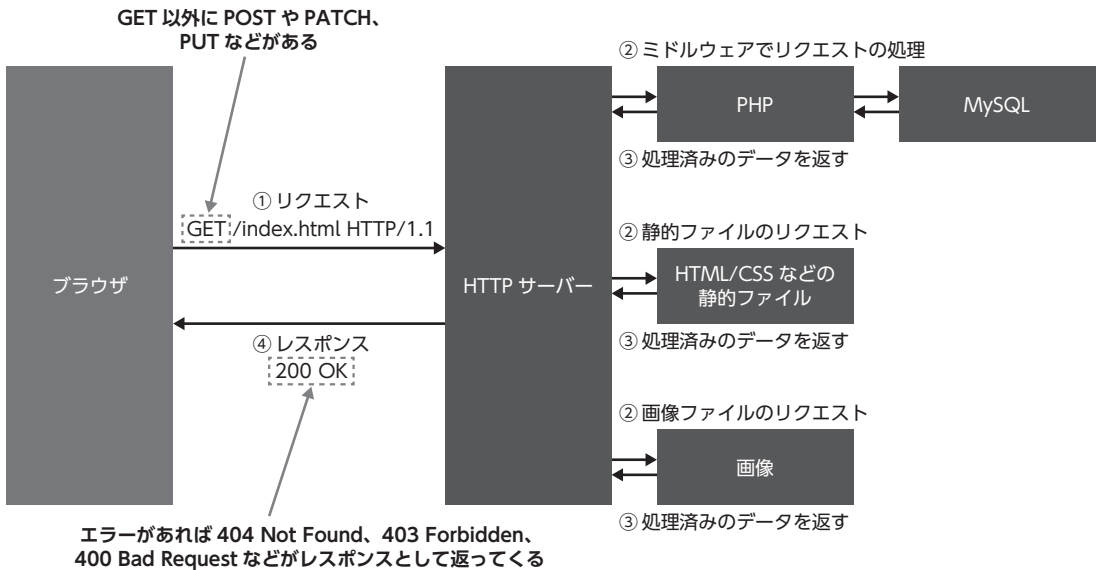 GET 以外に POST や PATCH、
PUT などがある
② ミドルウェアでリクエストの処理
PHP
MySQL
③ 処理済みのデータを返す
① リクエスト
GET /index.html HTTP/1.1
② 静的ファイルのリクエスト
ブラウザ
HTTP サーバー
HTML/CSS などの
静的ファイル
④ レスポンス
200 OK
③ 処理済みのデータを返す
② 画像ファイルのリクエスト
画像
③ 処理済みのデータを返す
エラーがあれば 404 Not Found、403 Forbidden、
400 Bad Request などがレスポンスとして返ってくる